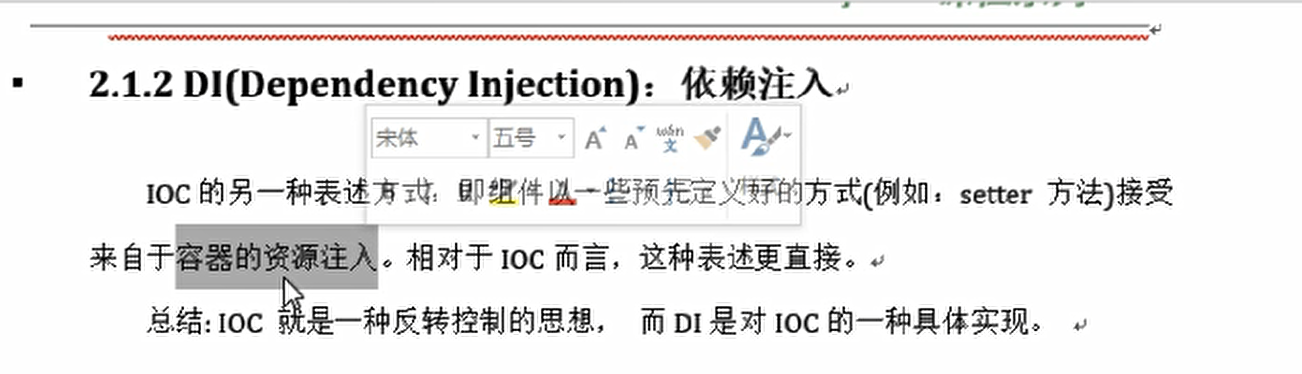 2.1.2 DI(Dependency Injection)：依赖注入
宋体 五号 A A wén 文 A
IOC 的另一种表述方式：即组件以一些预先定义好的方式(例如：setter 方法)接受
来自于容器的资源注入。相对于 IOC 而言，这种表述更直接。
总结: IOC 就是一种反转控制的思想， 而 DI 是对 IOC 的一种具体实现。